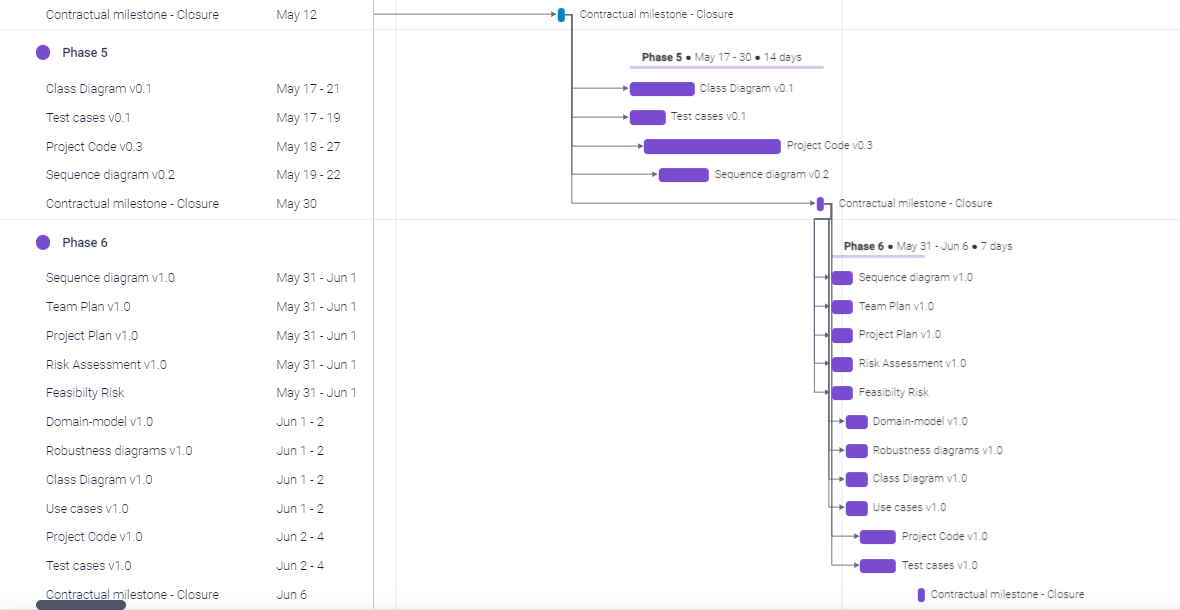 Contractual milestone - Closure May 12 Contractual milestone - Closure
Phase 5
Phase 5 ● May 17 - 30 ● 14 days
Class Diagram v0.1 May 17 - 21 Class Diagram v0.1
Test cases v0.1 May 17 - 19 Test cases v0.1
Project Code v0.3 May 18 - 27 Project Code v0.3
Sequence diagram v0.2 May 19 - 22 Sequence diagram v0.2
Contractual milestone - Closure May 30 Contractual milestone - Closure
Phase 6 Phase 6 ● May 31 - Jun 6 ● 7 days
Sequence diagram v1.0 May 31 - Jun 1 Sequence diagram v1.0
Team Plan v1.0 May 31 - Jun 1 Team Plan v1.0
Project Plan v1.0 May 31 - Jun 1 Project Plan v1.0
Risk Assessment v1.0 May 31 - Jun 1 Risk Assessment v1.0
Feasibilty Risk May 31 - Jun 1 Feasibilty Risk
Domain-model v1.0 Jun 1 - 2 Domain-model v1.0
Robustness diagrams v1.0 Jun 1 - 2 Robustness diagrams v1.0
Class Diagram v1.0 Jun 1 - 2 Class Diagram v1.0
Use cases v1.0 Jun 1 - 2 Use cases v1.0
Project Code v1.0 Jun 2 - 4 Project Code v1.0
Test cases v1.0 Jun 2 - 4 Test cases v1.0
Contractual milestone - Closure Jun 6 Contractual milestone - Closure